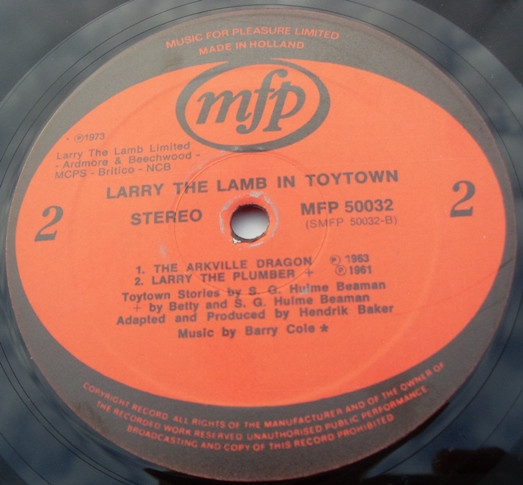 MUSIC FOR PLEASURE LIMITED
MADE IN HOLLAND
mfp
* ℗1973
Larry The Lamb Limited
- Ardmore & Beechwood -
MCPS - Britico - NCB
LARRY THE LAMB IN TOYTOWN
2
STEREO
MFP 50032
(SMFP 50032-B)
2
1. THE ARKVILLE DRAGON ℗ 1963
2. LARRY THE PLUMBER + ℗ 1961
Toytown Stories by S. G. Hulme Beaman
+ by Betty and S. G. Hulme Beaman
Adapted and Produced by Hendrik Baker
Music by Barry Cole *
COPYRIGHT RECORD ALL RIGHTS OF THE MANUFACTURER AND OF THE OWNER OF
THE RECORDED WORK RESERVED UNAUTHORISED PUBLIC PERFORMANCE
BROADCASTING AND COPY OF THIS RECORD PROHIBITED